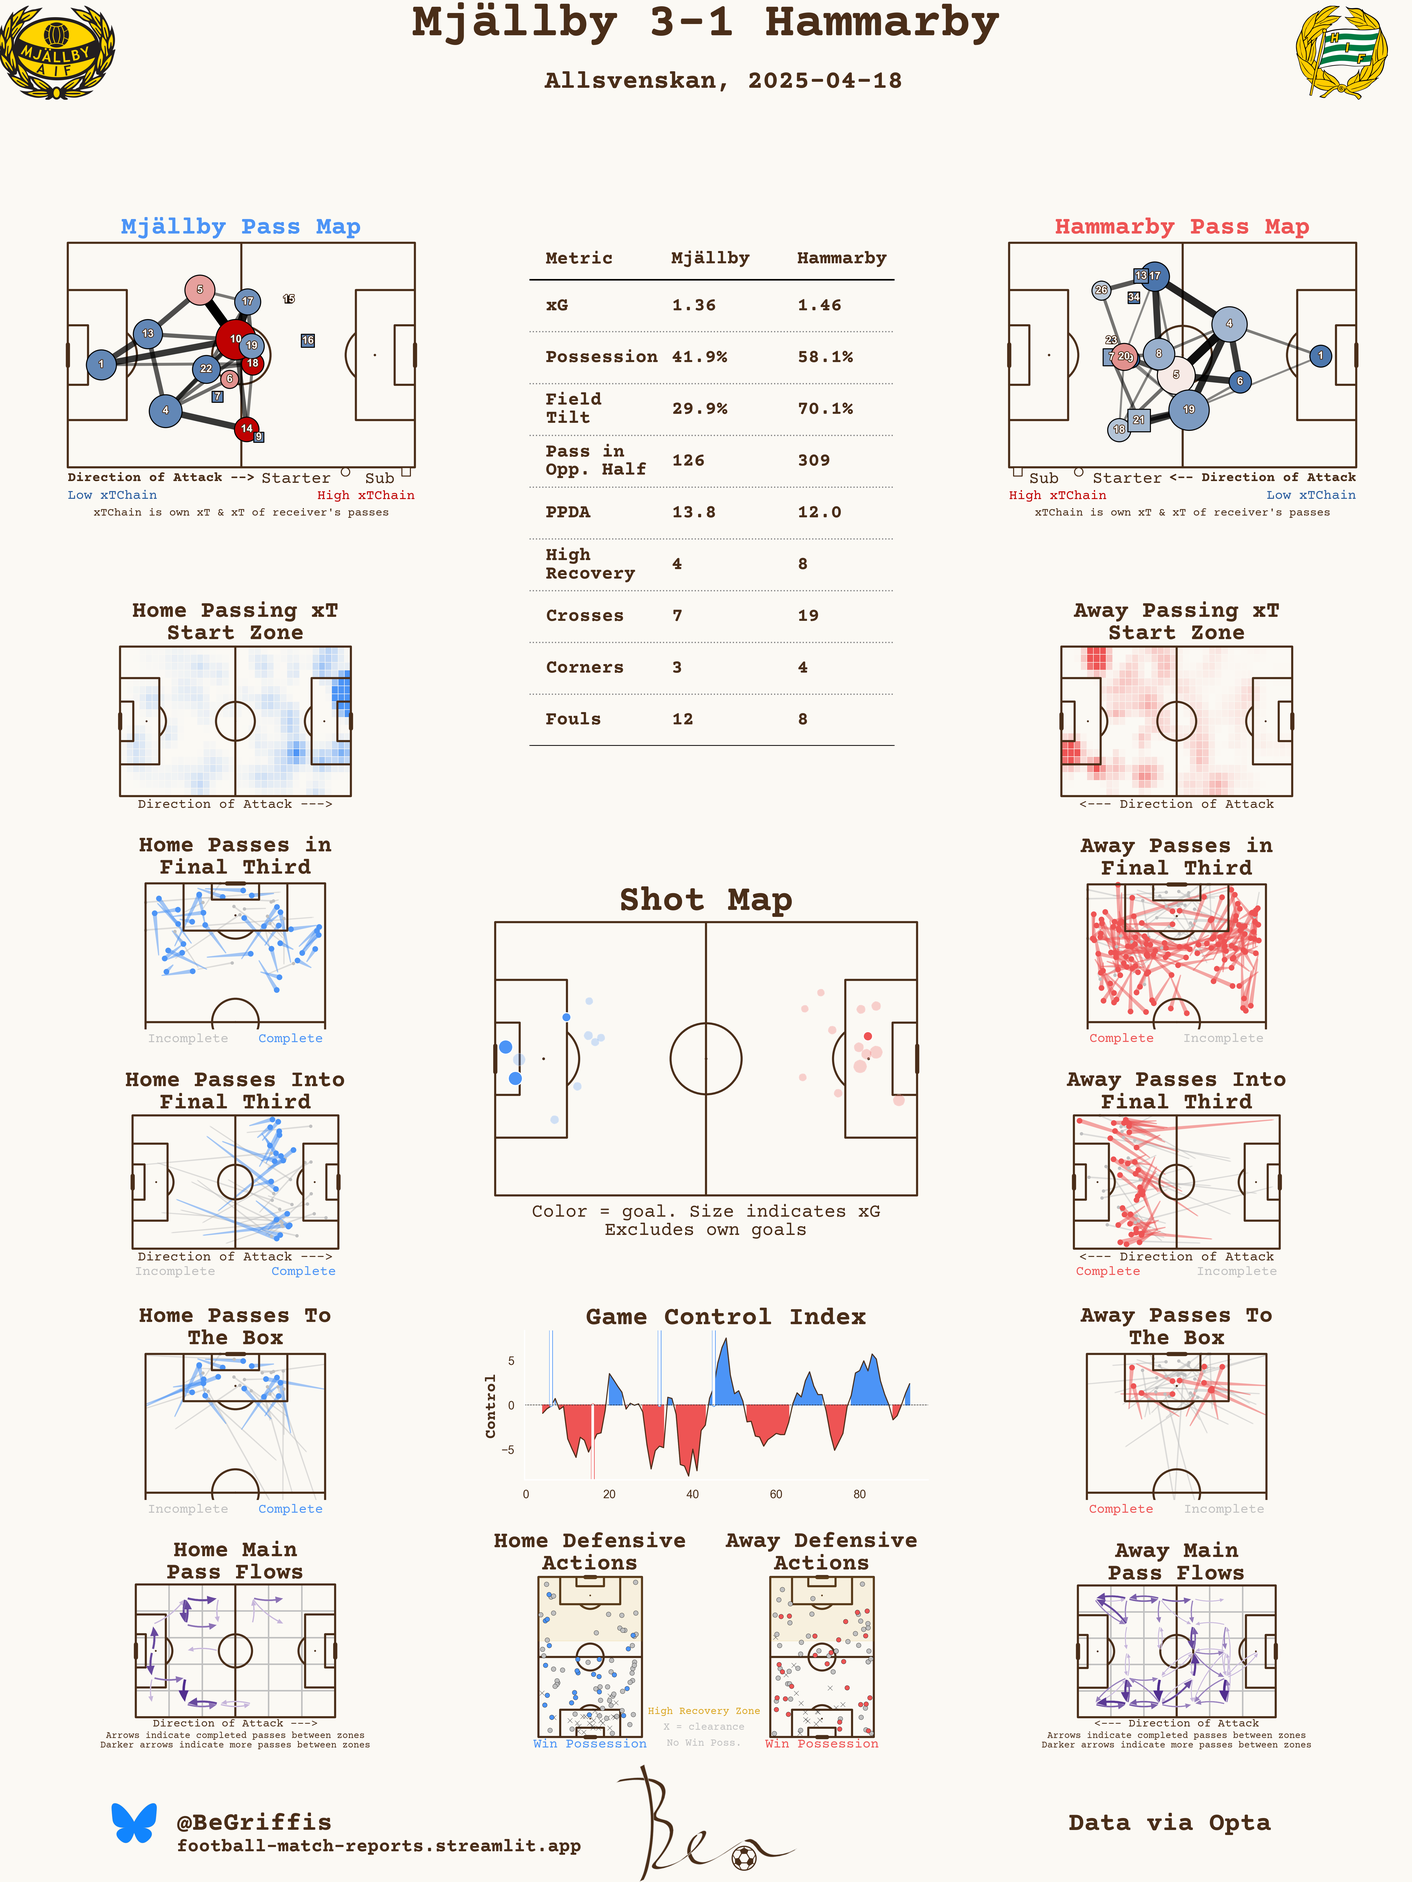 Mjällby 3-1 Hammarby
Allsvenskan, 2025-04-18
MJÄLLBY
AIF
H I F
Mjällby Pass Map
5
17
15
13
10
19
16
1
22
18
6
7
4
14
9
Direction of Attack --> Starter Sub
Low xTChain High xTChain
xTChain is own xT & xT of receiver's passes
Metric Mjällby Hammarby
xG 1.36 1.46
Possession 41.9% 58.1%
Field
Tilt 29.9% 70.1%
Pass in
Opp. Half 126 309
PPDA 13.8 12.0
High
Recovery 4 8
Crosses 7 19
Corners 3 4
Fouls 12 8
Hammarby Pass Map
13 17
26
34
4
23
7 20
8
1
5
6
19
21
18
Sub Starter <-- Direction of Attack
High xTChain Low xTChain
xTChain is own xT & xT of receiver's passes
Home Passing xT
Start Zone
Direction of Attack --->
Away Passing xT
Start Zone
<--- Direction of Attack
Home Passes in
Final Third
Incomplete Complete
Away Passes in
Final Third
Complete Incomplete
Shot Map
Color = goal. Size indicates xG
Excludes own goals
Home Passes Into
Final Third
Direction of Attack --->
Incomplete Complete
Away Passes Into
Final Third
<--- Direction of Attack
Complete Incomplete
Home Passes To
The Box
Incomplete Complete
Game Control Index
Control
5
0
−5
0 20 40 60 80
Away Passes To
The Box
Complete Incomplete
Home Main
Pass Flows
Direction of Attack --->
Arrows indicate completed passes between zones
Darker arrows indicate more passes between zones
Home Defensive
Actions
Win Possession
Away Defensive
Actions
Win Possession
High Recovery Zone
X = clearance
No Win Poss.
Away Main
Pass Flows
<--- Direction of Attack
Arrows indicate completed passes between zones
Darker arrows indicate more passes between zones
@BeGriffis
football-match-reports.streamlit.app
Ben
Data via Opta